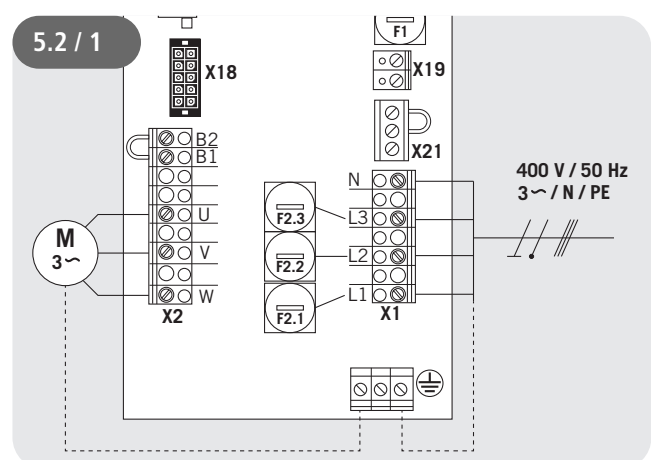 5.2 / 1
F1
X18
X19
B2
B1
X21
400 V / 50 Hz
3~ / N / PE
N
U
F2.3
L3
M
3~
V
F2.2
L2
W
F2.1
L1
X2
X1